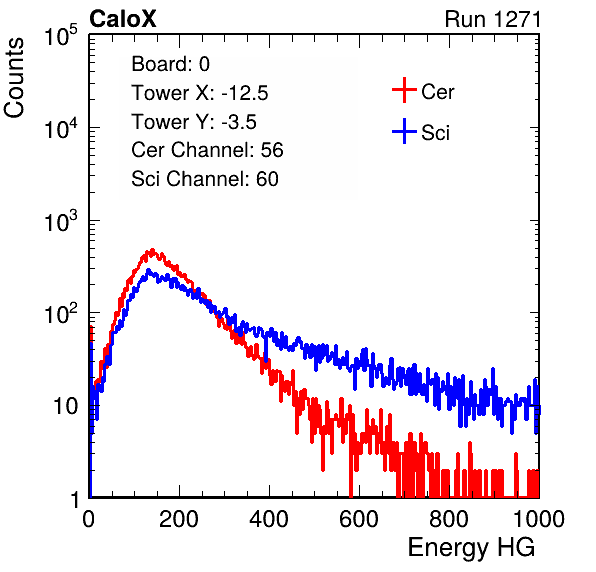 CaloX Run 1271
Counts
10^5
10^4
10^3
10^2
10
1
Board: 0
Tower X: -12.5
Tower Y: -3.5
Cer Channel: 56
Sci Channel: 60
Cer
Sci
0 200 400 600 800 1000
Energy HG